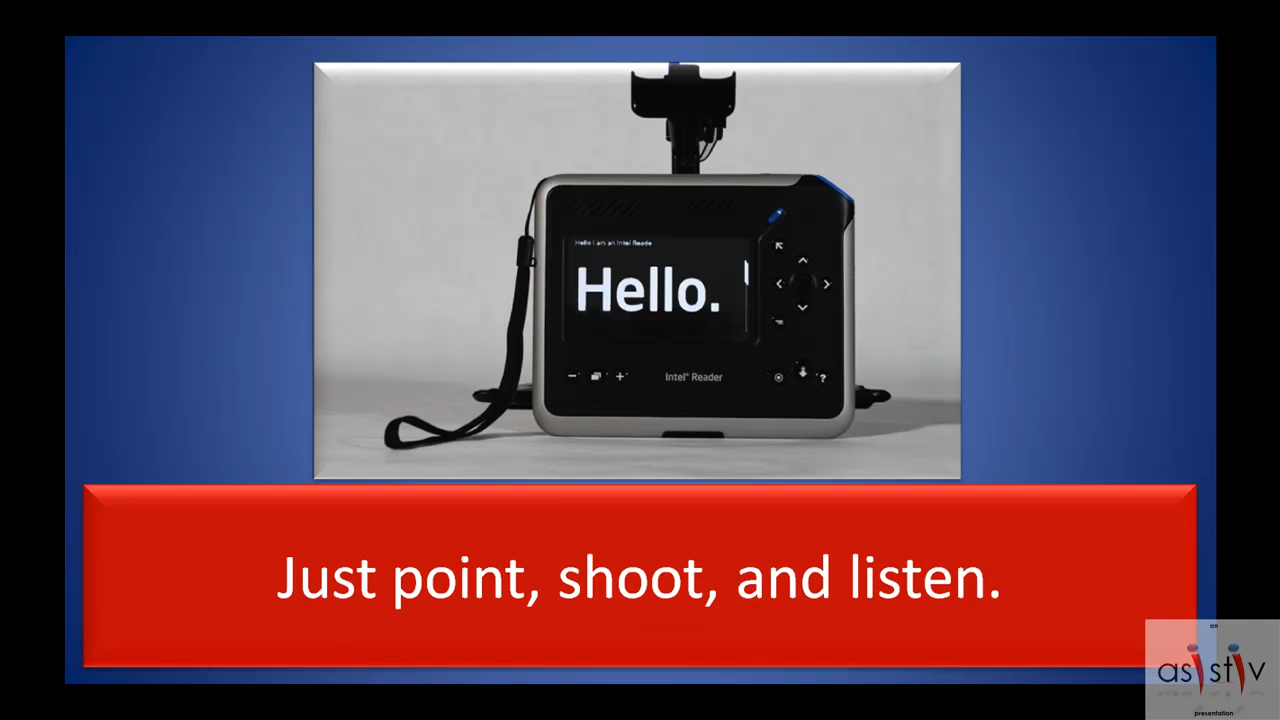 Hello I am an Intel Reade
Hello.
Intel® Reader
Just point, shoot, and listen.
an
asistiv
presentation